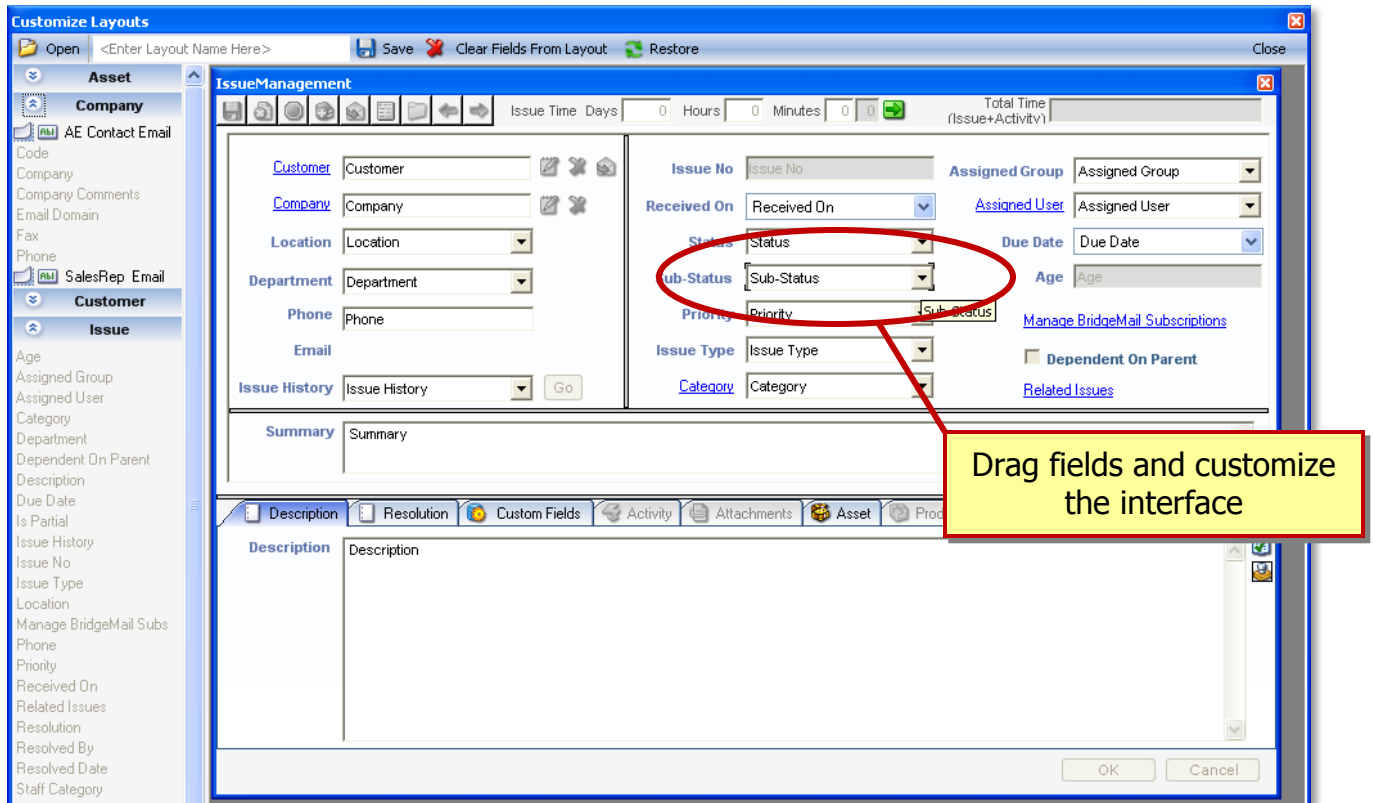 Customize Layouts
Open <Enter Layout Name Here> Save Clear Fields From Layout Restore Close
Asset
Company
AE Contact Email
Code
Company
Company Comments
Email Domain
Fax
Phone
SalesRep Email
Customer
Issue
Age
Assigned Group
Assigned User
Category
Department
Dependent On Parent
Description
Due Date
Is Partial
Issue History
Issue No
Issue Type
Location
Manage BridgeMail Subs
Phone
Priority
Received On
Related Issues
Resolution
Resolved By
Resolved Date
Staff Category
IssueManagement
Issue Time Days 0 Hours 0 Minutes 0 0 Total Time
(Issue+Activity)
Customer Customer
Company Company
Location Location
Department Department
Phone Phone
Email
Issue History Issue History Go
Issue No Issue No
Received On Received On
Status Status
Sub-Status Sub-Status
Sub-Status
Priority Priority
Issue Type Issue Type
Category Category
Assigned Group Assigned Group
Assigned User Assigned User
Due Date Due Date
Age Age
Manage BridgeMail Subscriptions
Dependent On Parent
Related Issues
Summary Summary
Drag fields and customize
the interface
Description Resolution Custom Fields Activity Attachments Asset Prod
Description Description
OK Cancel